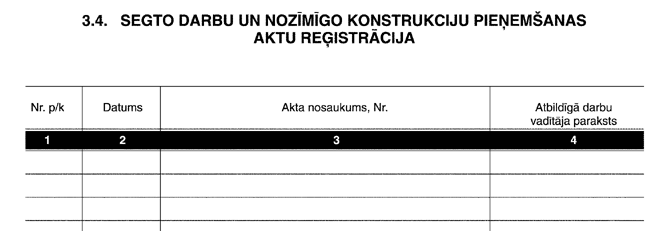 3.4. SEGTO DARBU UN NOZĪMĪGO KONSTRUKCIJU PIEŅEMŠANAS
AKTU REĢISTRĀCIJA
Nr. p/k Datums Akta nosaukums, Nr. Atbildīgā darbu
vadītāja paraksts
1 2 3 4